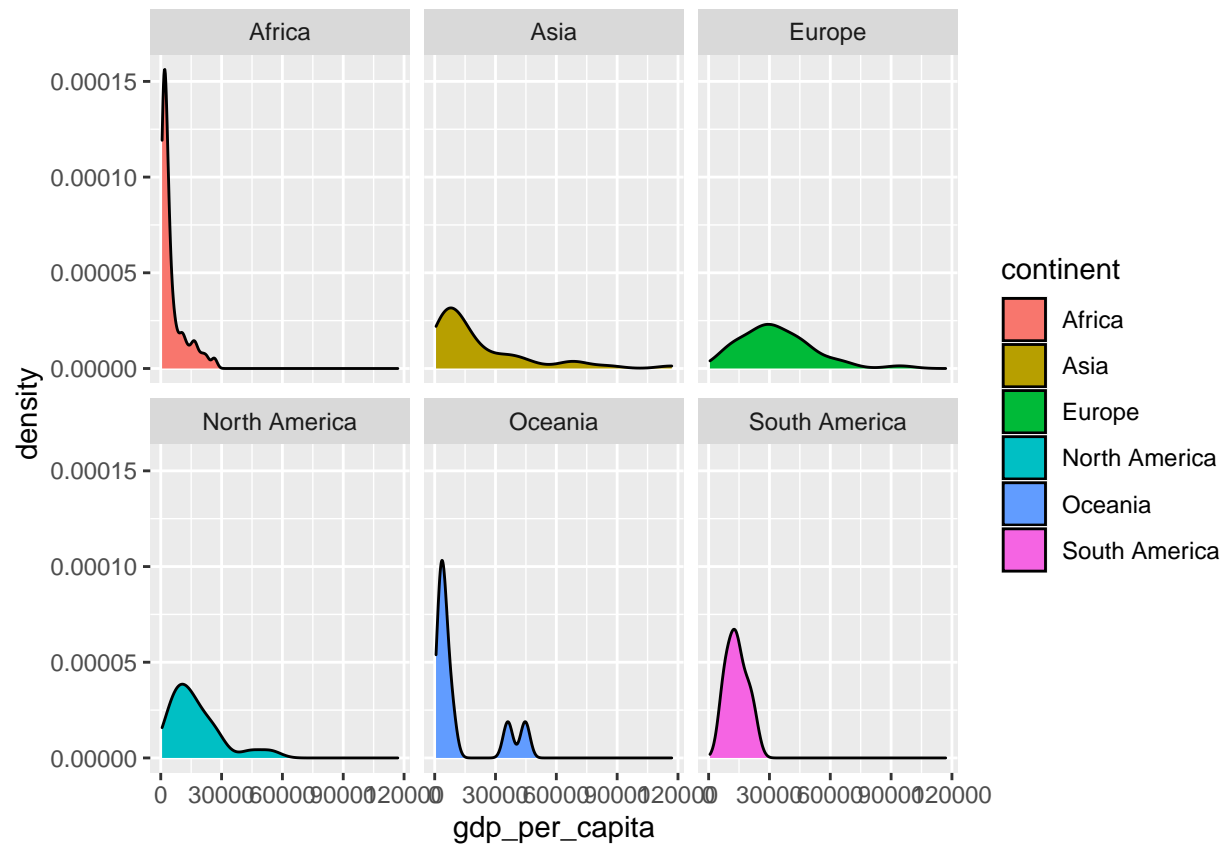 Africa
Asia
Europe
0.00015
0.00010
0.00005
0.00000
North America
Oceania
South America
0.00015
0.00010
0.00005
0.00000
0 30000 60000 90000 120000
0 30000 60000 90000 120000
0 30000 60000 90000 120000
gdp_per_capita
density
continent
Africa
Asia
Europe
North America
Oceania
South America